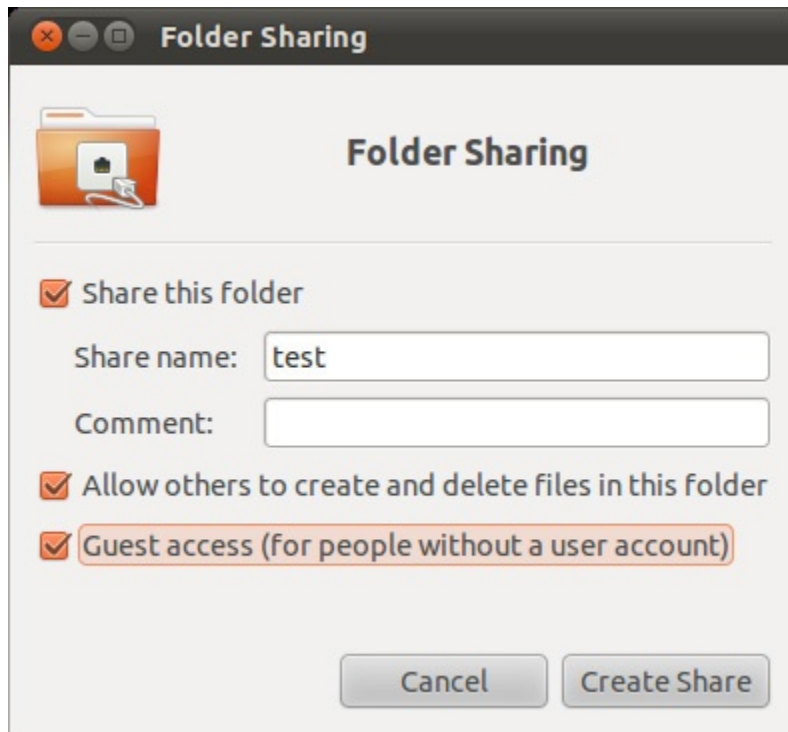 Folder Sharing
Folder Sharing
Share this folder
Share name: test
Comment:
Allow others to create and delete files in this folder
Guest access (for people without a user account)
Cancel Create Share